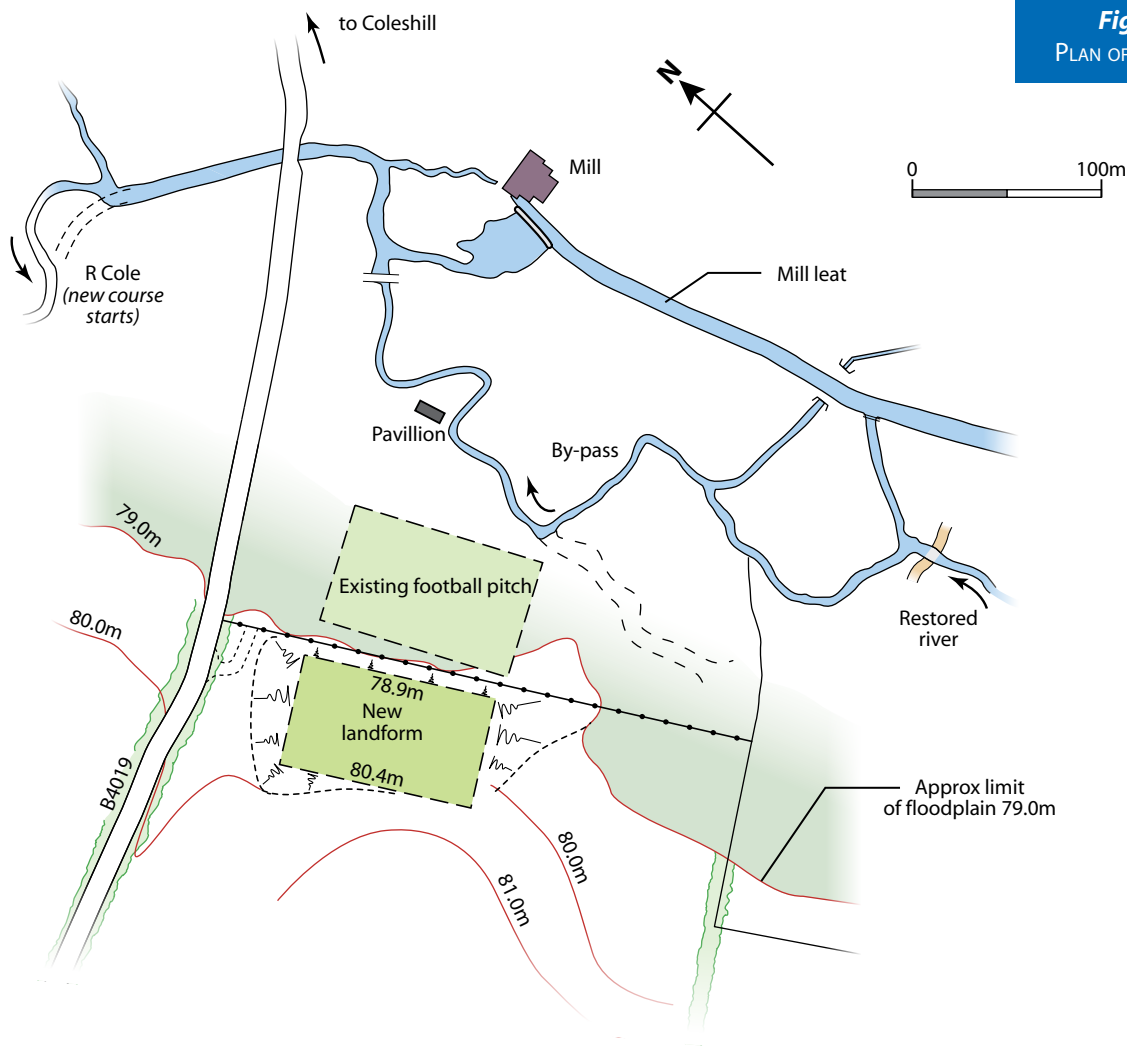 Fig
PLAN OF
to Coleshill
N
0
100m
Mill
Mill leat
R Cole
(new course
starts)
Pavillion
By-pass
Restored
river
79.0m
80.0m
Existing football pitch
78.9m
New
landform
80.4m
B4019
Approx limit
of floodplain 79.0m
80.0m
81.0m